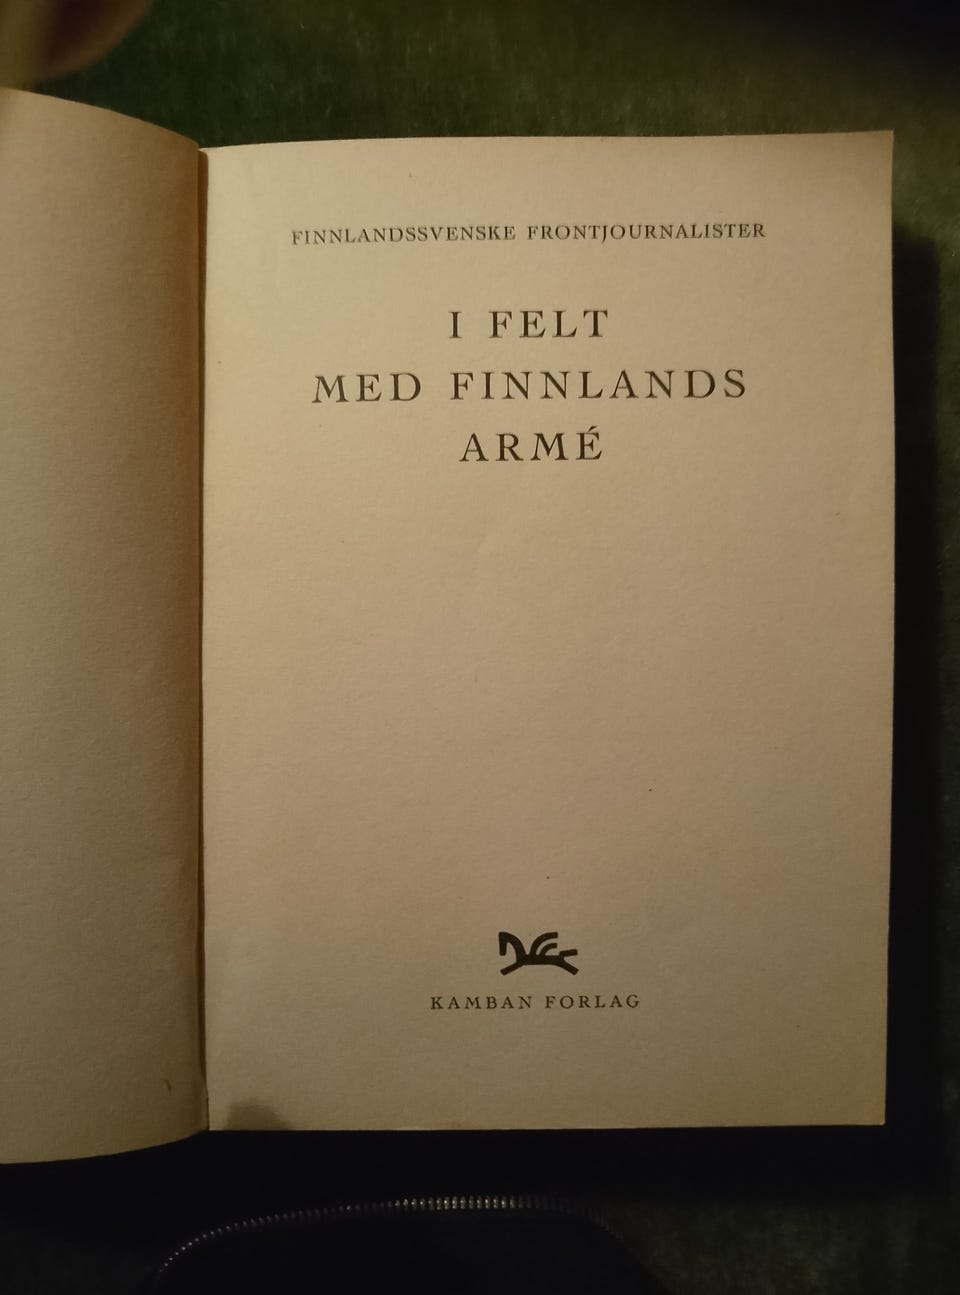 FINNLANDSSVENSKE FRONTJOURNALISTER
I FELT
MED FINNLANDS
ARMÉ
KAMBAN FORLAG